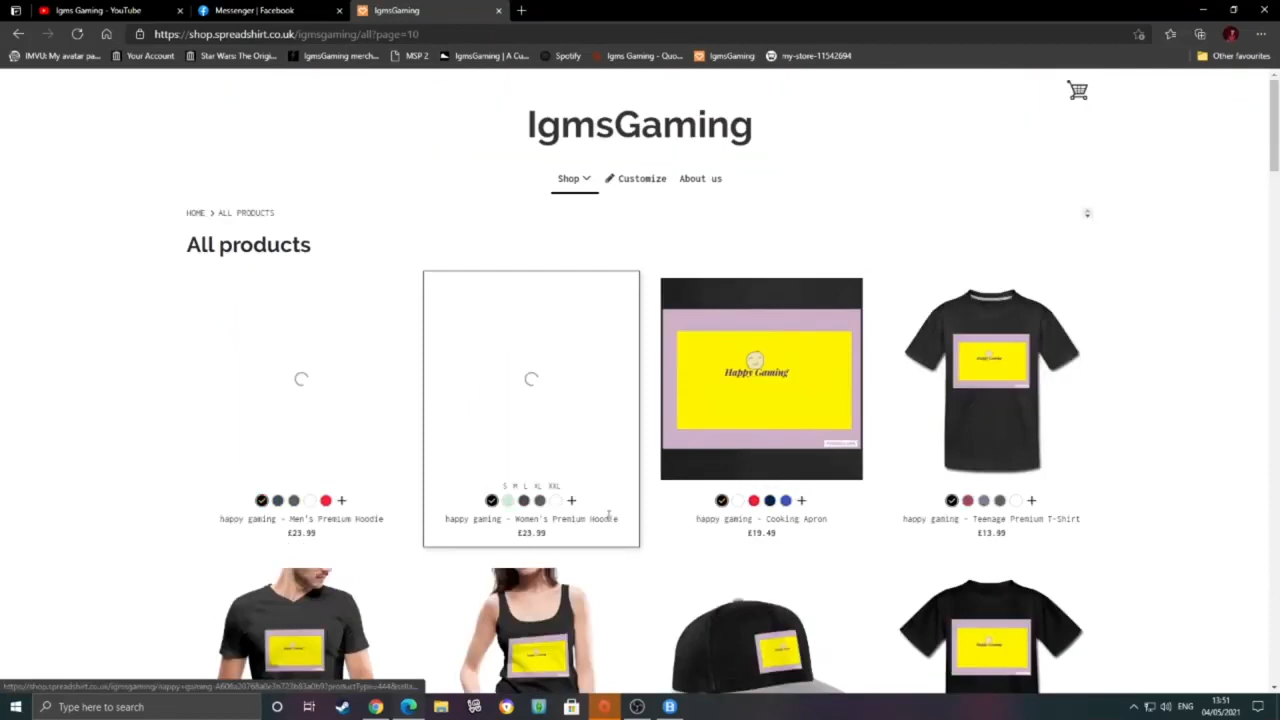 Igms Gaming - YouTube
Messenger | Facebook
IgmsGaming
https://shop.spreadshirt.co.uk/igmsgaming/all?page=10
IMVU: My avatar pa...
Your Account
Star Wars: The Origi...
IgmsGaming merch...
MSP 2
IgmsGaming | A Cu...
Spotify
Igms Gaming - Quo...
IgmsGaming
my-store-11542694
Other favourites
IgmsGaming
Shop
Customize
About us
HOME > ALL PRODUCTS
All products
Happy Gaming
S M L XL XXL
happy gaming - Men's Premium Hoodie
£23.99
happy gaming - Women's Premium Hoodie
£23.99
happy gaming - Cooking Apron
£19.49
happy gaming - Teenage Premium T-Shirt
£13.99
Type here to search
ENG
13:51
04/05/2021